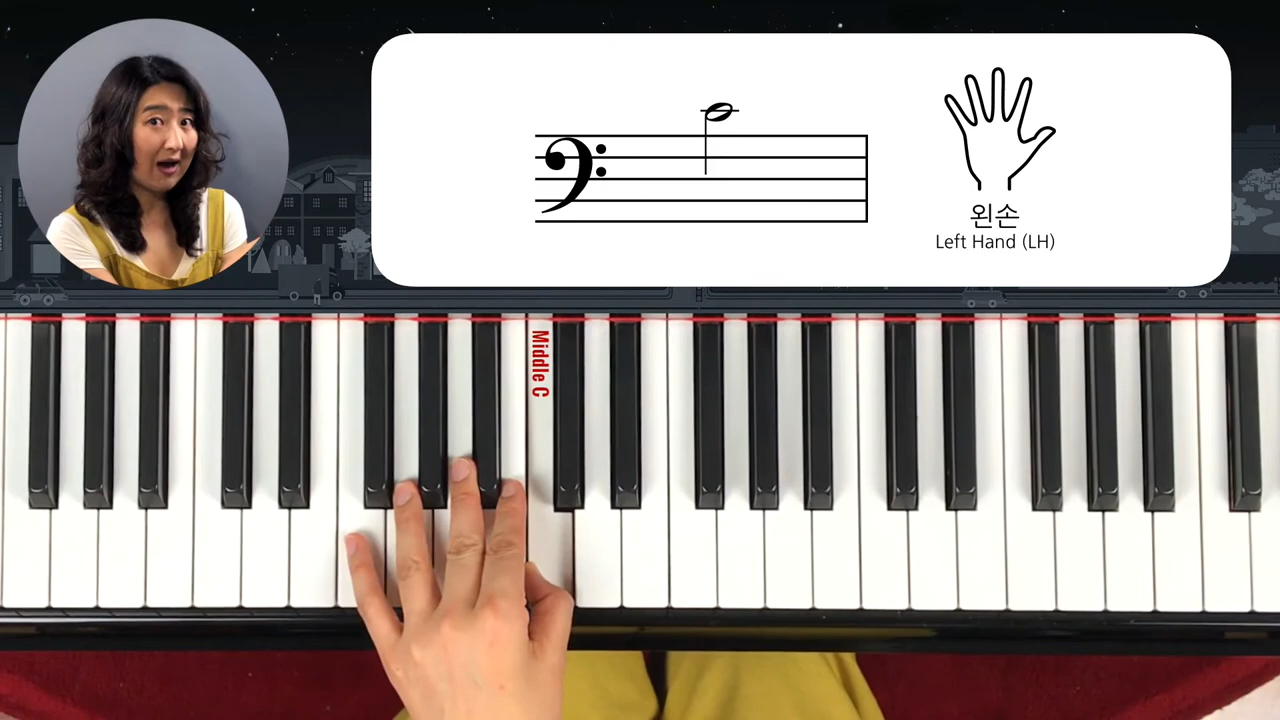 왼손
Left Hand (LH)
Middle C